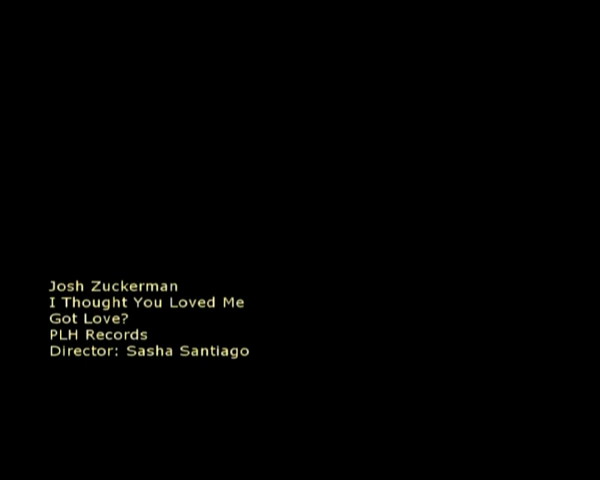 Josh Zuckerman
I Thought You Loved Me
Got Love?
PLH Records
Director: Sasha Santiago